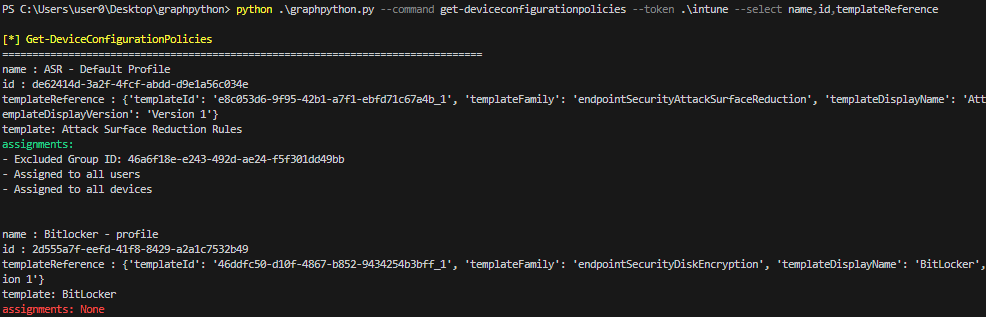 PS C:\Users\user0\Desktop\graphpython> python .\graphpython.py --command get-deviceconfigurationpolicies --token .\intune --select name,id,templateReference
[*] Get-DeviceConfigurationPolicies
================================================================================
name : ASR - Default Profile
id : de62414d-3a2f-4fcf-abdd-d9e1a56c034e
templateReference : {'templateId': 'e8c053d6-9f95-42b1-a7f1-ebfd71c67a4b_1', 'templateFamily': 'endpointSecurityAttackSurfaceReduction', 'templateDisplayName': 'Att
emplateDisplayVersion': 'Version 1'}
template: Attack Surface Reduction Rules
assignments:
- Excluded Group ID: 46a6f18e-e243-492d-ae24-f5f301dd49bb
- Assigned to all users
- Assigned to all devices
name : Bitlocker - profile
id : 2d555a7f-eefd-41f8-8429-a2a1c7532b49
templateReference : {'templateId': '46ddfc50-d10f-4867-b852-9434254b3bff_1', 'templateFamily': 'endpointSecurityDiskEncryption', 'templateDisplayName': 'BitLocker',
ion 1'}
template: BitLocker
assignments: None